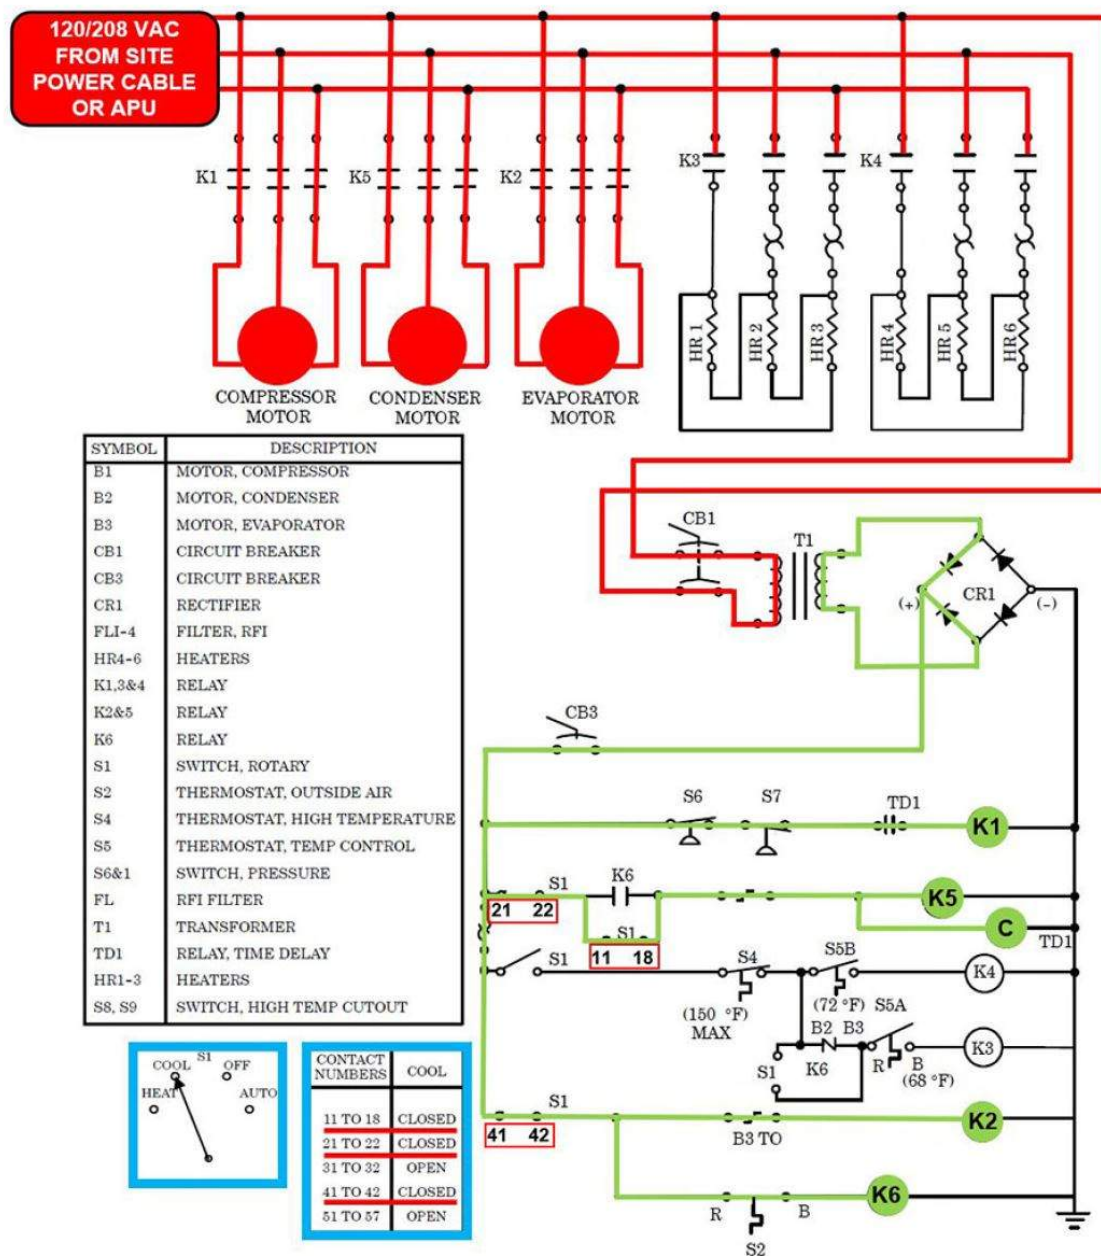 120/208 VAC
FROM SITE
POWER CABLE
OR APU
K1
K5
K2
K3
K4
HR 1
HR 2
HR 3
HR 4
HR 5
HR 6
COMPRESSOR
MOTOR
CONDENSER
MOTOR
EVAPORATOR
MOTOR
SYMBOL DESCRIPTION
B1 MOTOR, COMPRESSOR
B2 MOTOR, CONDENSER
B3 MOTOR, EVAPORATOR
CB1 CIRCUIT BREAKER
CB3 CIRCUIT BREAKER
CR1 RECTIFIER
FLI-4 FILTER, RFI
HR4-6 HEATERS
K1,3&4 RELAY
K2&5 RELAY
K6 RELAY
S1 SWITCH, ROTARY
S2 THERMOSTAT, OUTSIDE AIR
S4 THERMOSTAT, HIGH TEMPERATURE
S5 THERMOSTAT, TEMP CONTROL
S6&1 SWITCH, PRESSURE
FL RFI FILTER
T1 TRANSFORMER
TD1 RELAY, TIME DELAY
HR1-3 HEATERS
S8, S9 SWITCH, HIGH TEMP CUTOUT
CB1
T1
(+) CR1 (-)
CB3
S6 S7 TD1
K1
S1 K6
21 22
K5
S1
11 18
C
TD1
S1 S4 S5B
K4
(150 °F)
MAX
(72 °F) S5A
B2 B3
K6
S1
R B
(68 °F)
K3
S1
41 42
B3 TO
K2
R B
S2
K6
S1
COOL OFF
HEAT AUTO
CONTACT
NUMBERS COOL
11 TO 18 CLOSED
21 TO 22 CLOSED
31 TO 32 OPEN
41 TO 42 CLOSED
51 TO 57 OPEN